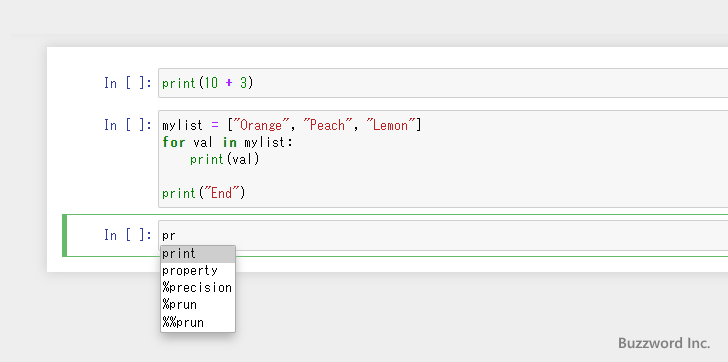 In [ ]: print(10 + 3)
In [ ]: mylist = ["Orange", "Peach", "Lemon"]
for val in mylist:
    print(val)
print("End")
In [ ]: pr
print
property
%precision
%prun
%%prun
Buzzword Inc.